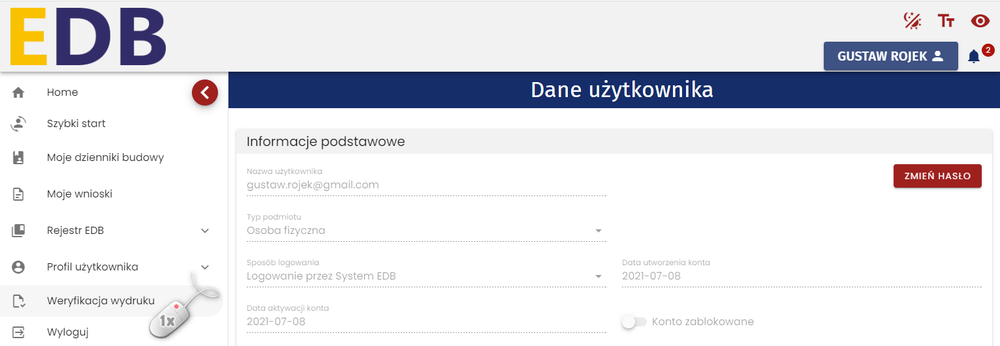 EDB
GUSTAW ROJEK
2
Home
Szybki start
Moje dzienniki budowy
Moje wnioski
Rejestr EDB
Profil użytkownika
Weryfikacja wydruku
1x
Wyloguj
Dane użytkownika
Informacje podstawowe
Nazwa użytkownika
gustaw.rojek@gmail.com
ZMIEŃ HASŁO
Typ podmiotu
Osoba fizyczna
Sposób logowania
Logowanie przez System EDB
Data utworzenia konta
2021-07-08
Data aktywacji konta
2021-07-08
Konto zablokowane